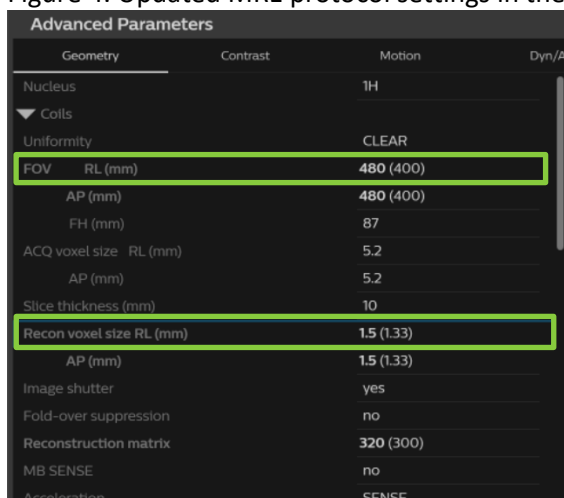 Figure 4. Updated MRE protocol settings in the
Advanced Parameters
Geometry Contrast Motion Dyn/A
Nucleus 1H
Coils
Uniformity CLEAR
FOV RL (mm) 480 (400)
AP (mm) 480 (400)
FH (mm) 87
ACQ voxel size RL (mm) 5.2
AP (mm) 5.2
Slice thickness (mm) 10
Recon voxel size RL (mm) 1.5 (1.33)
AP (mm) 1.5 (1.33)
Image shutter yes
Fold-over suppression no
Reconstruction matrix 320 (300)
MB SENSE no
Acceleration SENSE